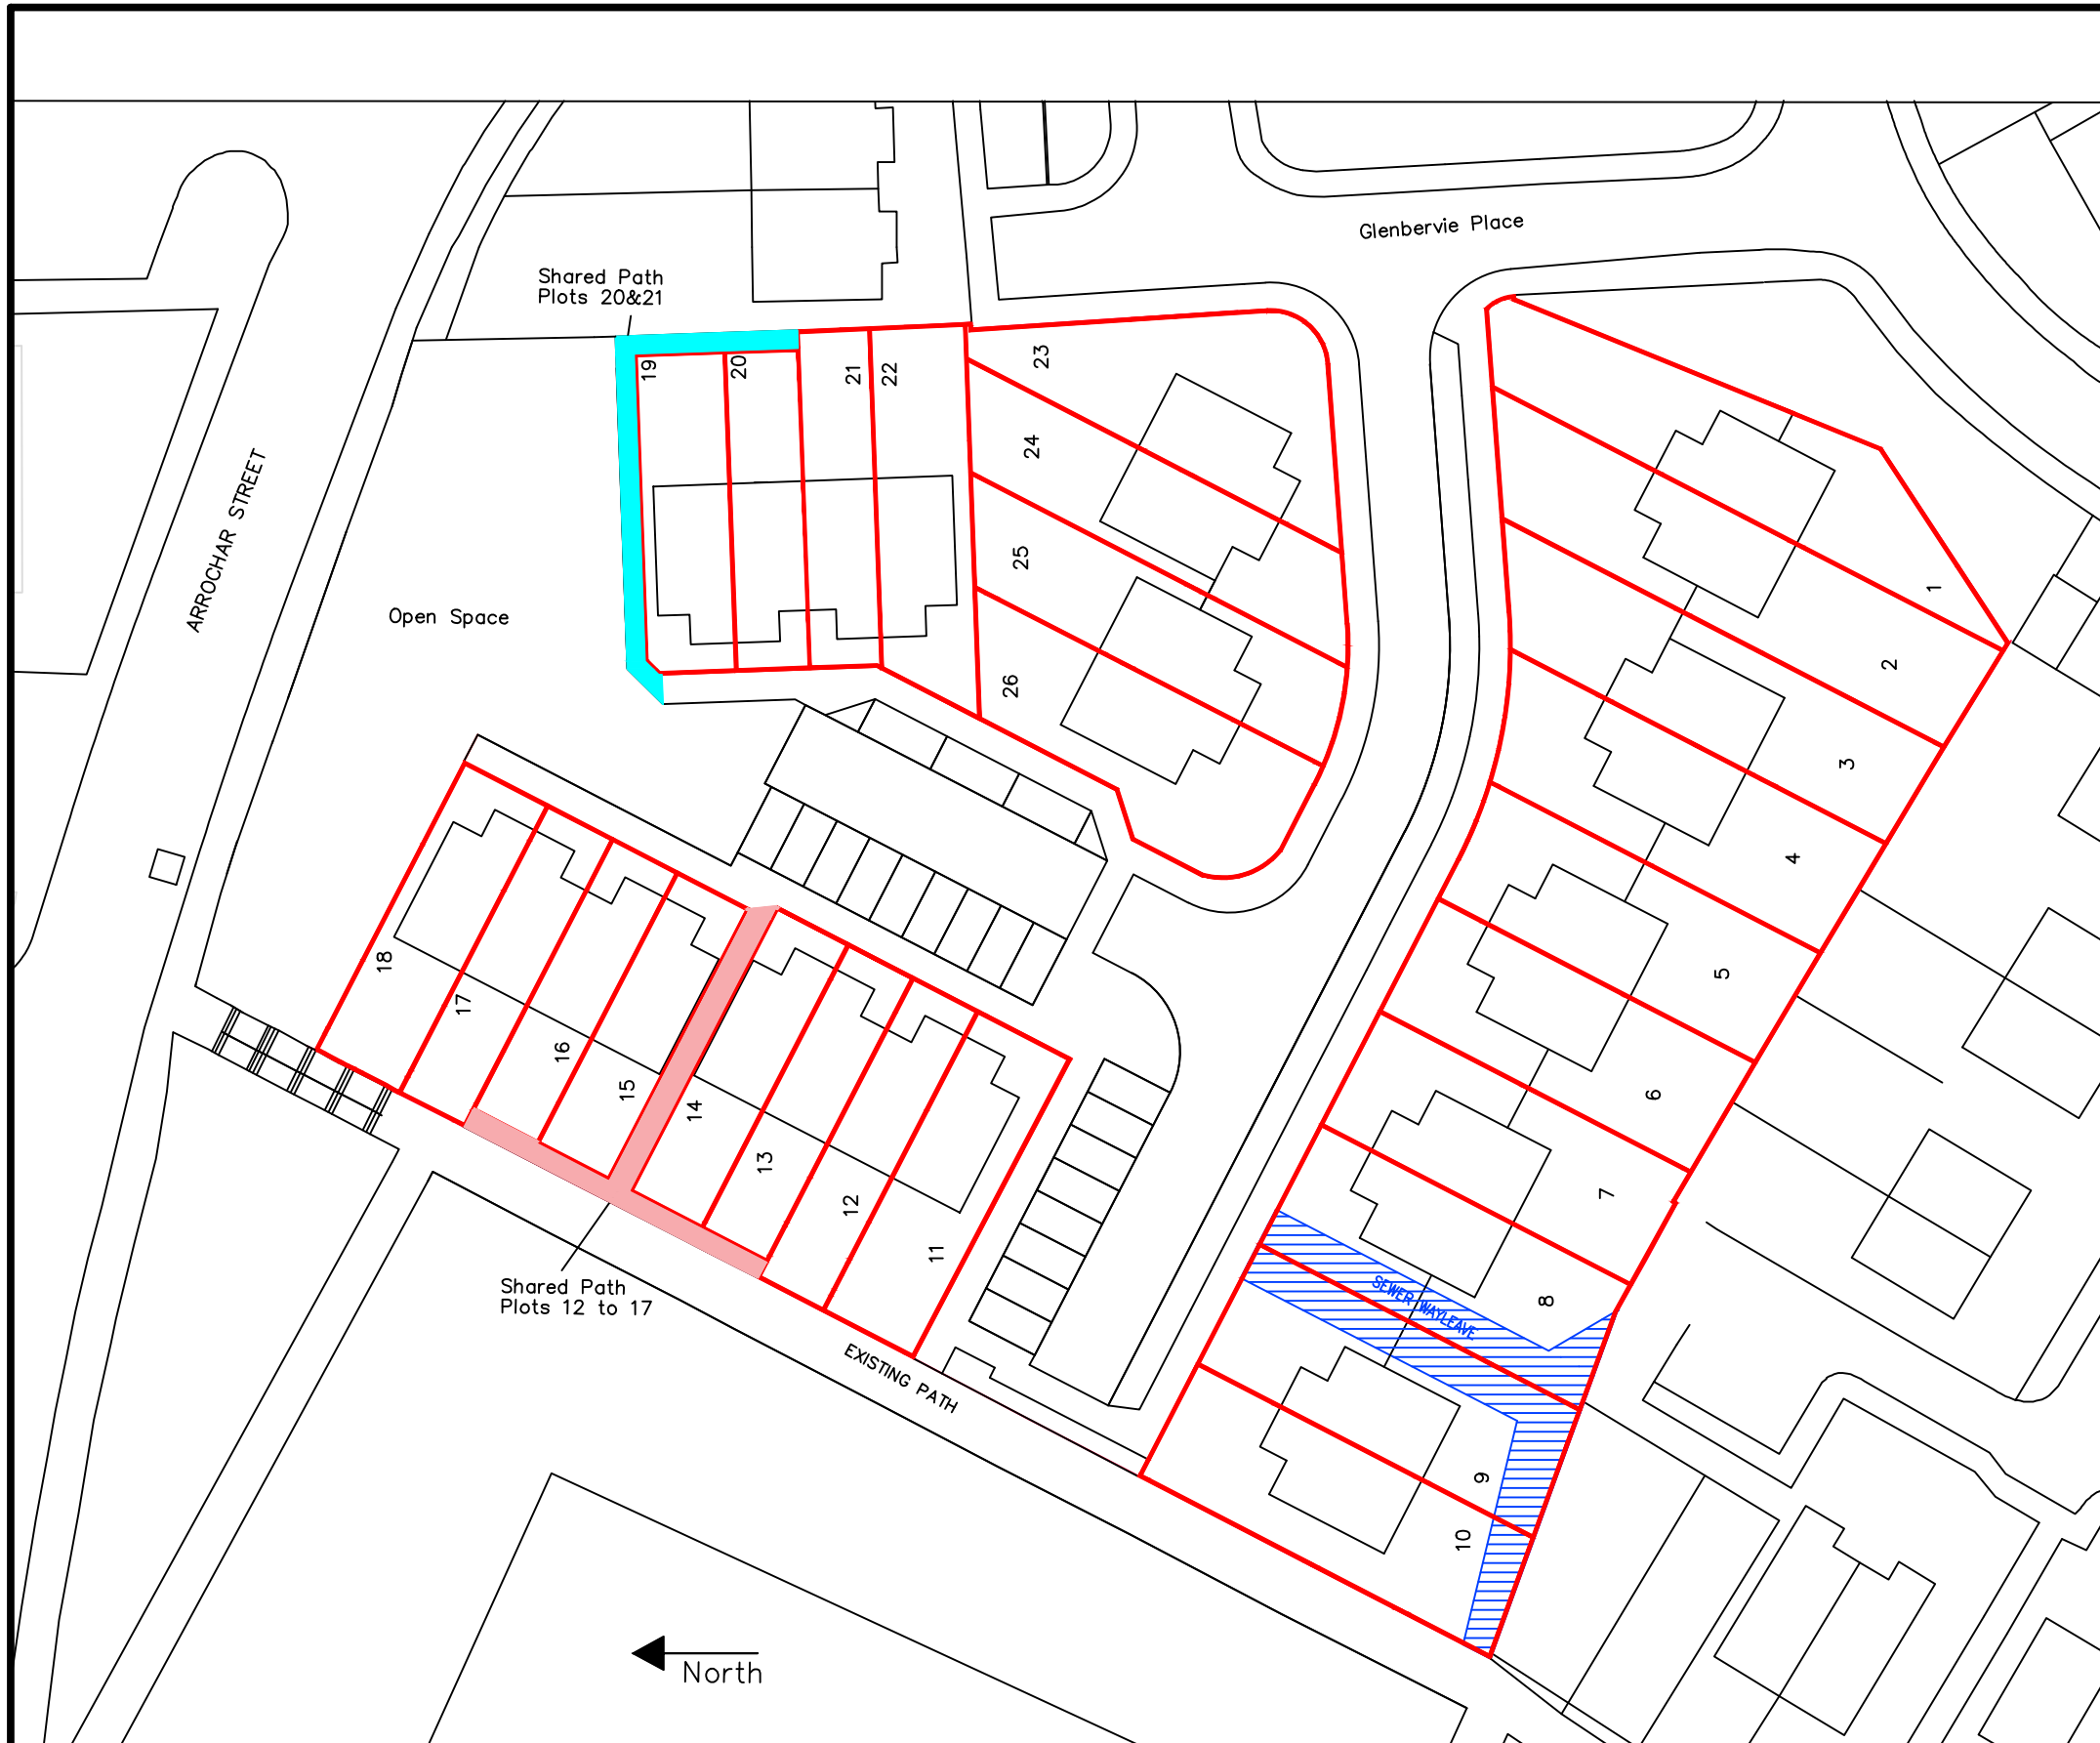 Glenbervie Place
Shared Path
Plots 20&21
19
20
21
22
23
24
25
26
ARROCHAR STREET
Open Space
1
2
3
4
5
6
7
8
9
10
SEWER WAYLEAVE
18
17
16
15
14
13
12
11
Shared Path
Plots 12 to 17
EXISTING PATH
North